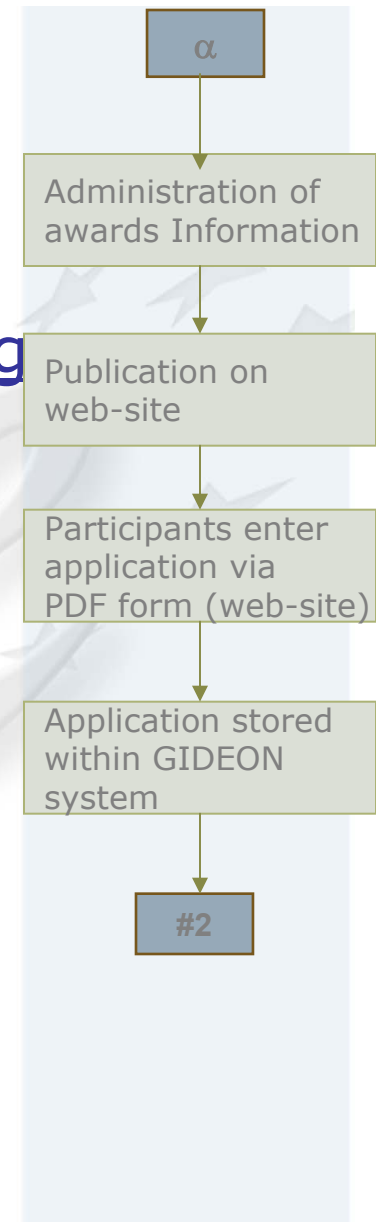 α
Administration of
awards Information
g
Publication on
web-site
Participants enter
application via
PDF form (web-site)
Application stored
within GIDEON
system
#2